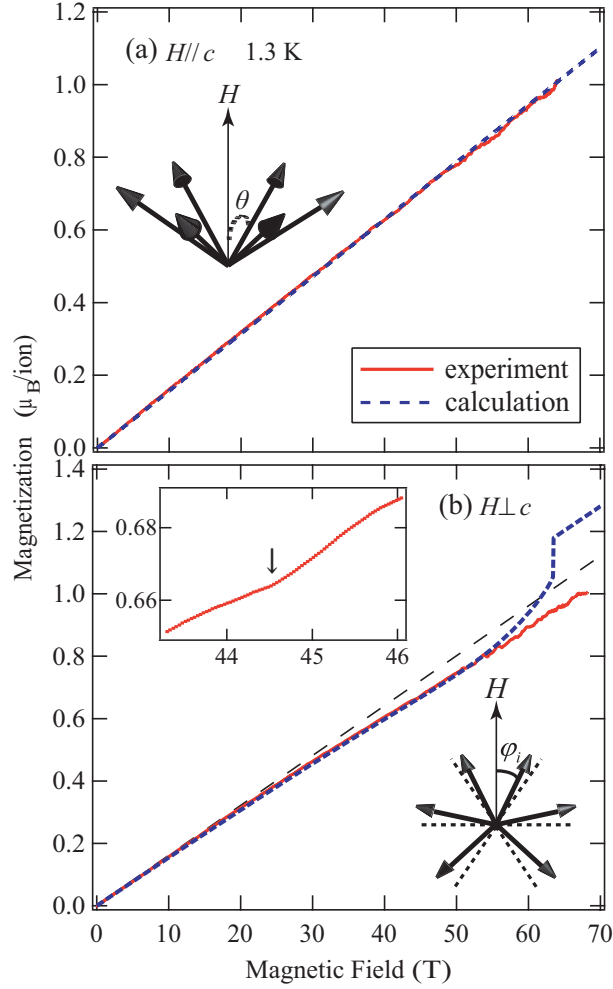 1.2
(a) H//c 1.3 K
1.0
H
0.8
θ
0.6
0.4
experiment
0.2
calculation
0.0
Magnetization (μB/ion)
1.4
(b) H⊥c
1.2
0.68
1.0
0.66
0.8
44 45 46
H
0.6
φi
0.4
0.2
0.0
0 10 20 30 40 50 60 70
Magnetic Field (T)